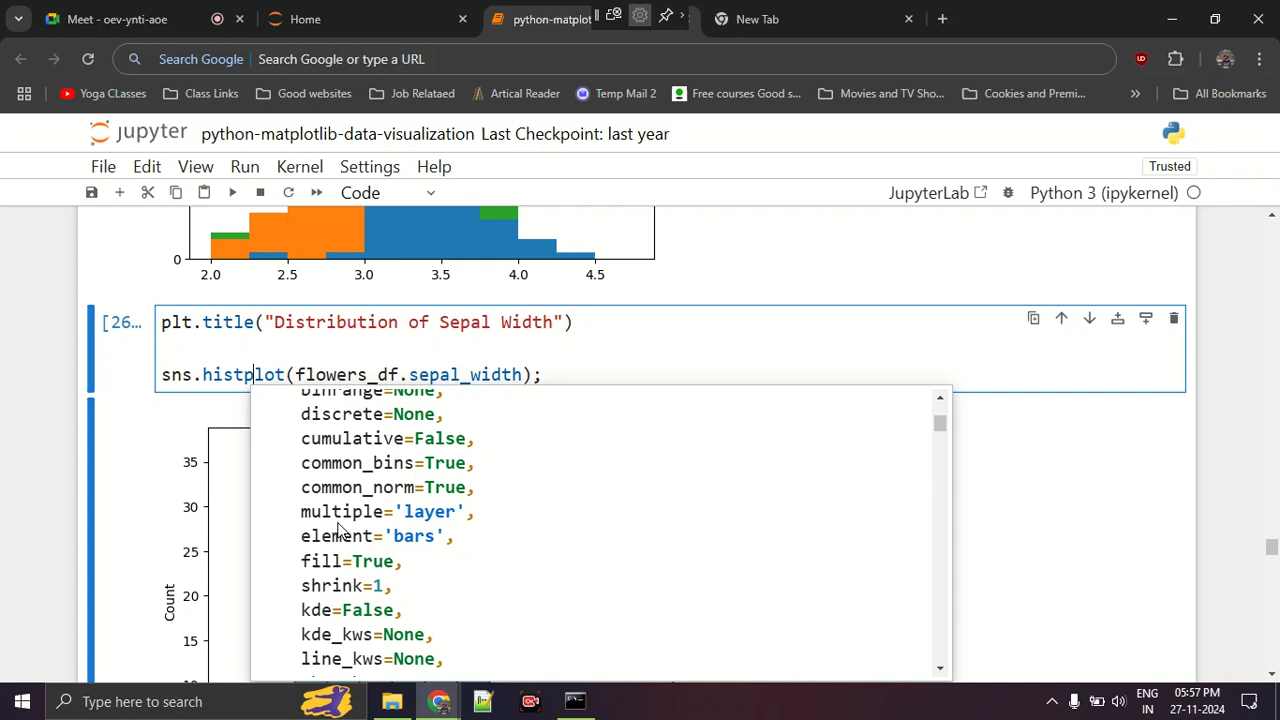 Meet - oev-ynti-aoe
Home
python-matplot
New Tab
Search Google
Search Google or type a URL
Yoga CLasses
Class Links
Good websites
Job Relataed
Artical Reader
Temp Mail 2
Free courses Good s...
Movies and TV Sho...
Cookies and Premi...
All Bookmarks
jupyter
python-matplotlib-data-visualization Last Checkpoint: last year
File
Edit
View
Run
Kernel
Settings
Help
Trusted
Code
JupyterLab
Python 3 (ipykernel)
0
2.0
2.5
3.0
3.5
4.0
4.5
[26...
plt.title("Distribution of Sepal Width")
sns.histplot(flowers_df.sepal_width);
binrange=None,
discrete=None,
cumulative=False,
common_bins=True,
common_norm=True,
multiple='layer',
element='bars',
fill=True,
shrink=1,
kde=False,
kde_kws=None,
line_kws=None,
35
30
25
20
15
Count
Type here to search
ENG
IN
05:57 PM
27-11-2024